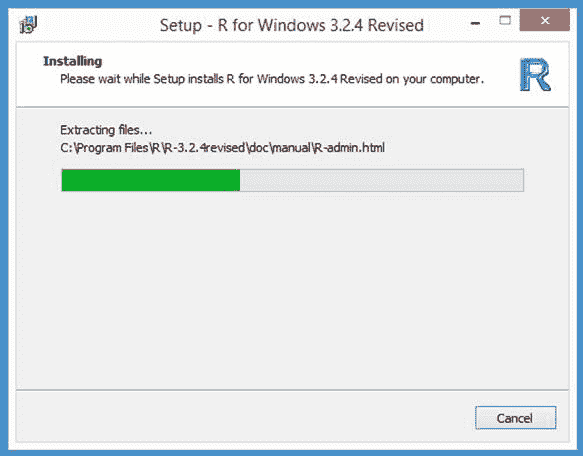 Setup - R for Windows 3.2.4 Revised
Installing
Please wait while Setup installs R for Windows 3.2.4 Revised on your computer.
R
Extracting files...
C:\Program Files\R\R-3.2.4revised\doc\manual\R-admin.html
Cancel